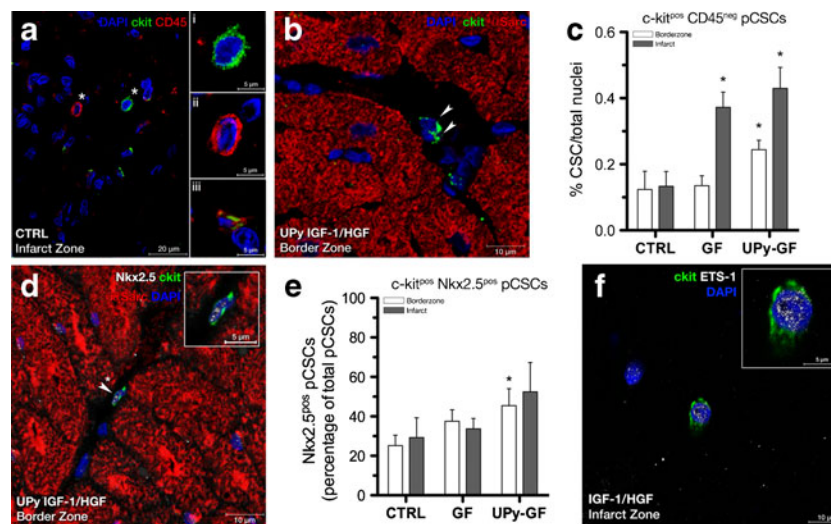 a
DAPI ckit CD45
*
*
CTRL
Infarct Zone
20 µm
i
5 µm
ii
5 µm
iii
5 µm
b
DAPI ckit
UPy IGF-1/HGF
Border Zone
10 µm
c
c-kitpos CD45neg pCSCs
Borderzone
Infarct
% CSC/total nuclei
0.6
0.4
0.2
0.0
*
*
*
CTRL
GF
UPy-GF
d
Nkx2.5 ckit
DAPI
5 µm
*
UPy IGF-1/HGF
Border Zone
10 µm
e
c-kitpos Nkx2.5pos pCSCs
Borderzone
Infarct
Nkx2.5pos pCSCs
(percentage of total pCSCs)
100
80
60
40
20
0
*
CTRL
GF
UPy-GF
f
ckit ETS-1
DAPI
5 µm
IGF-1/HGF
Infarct Zone
10 µm